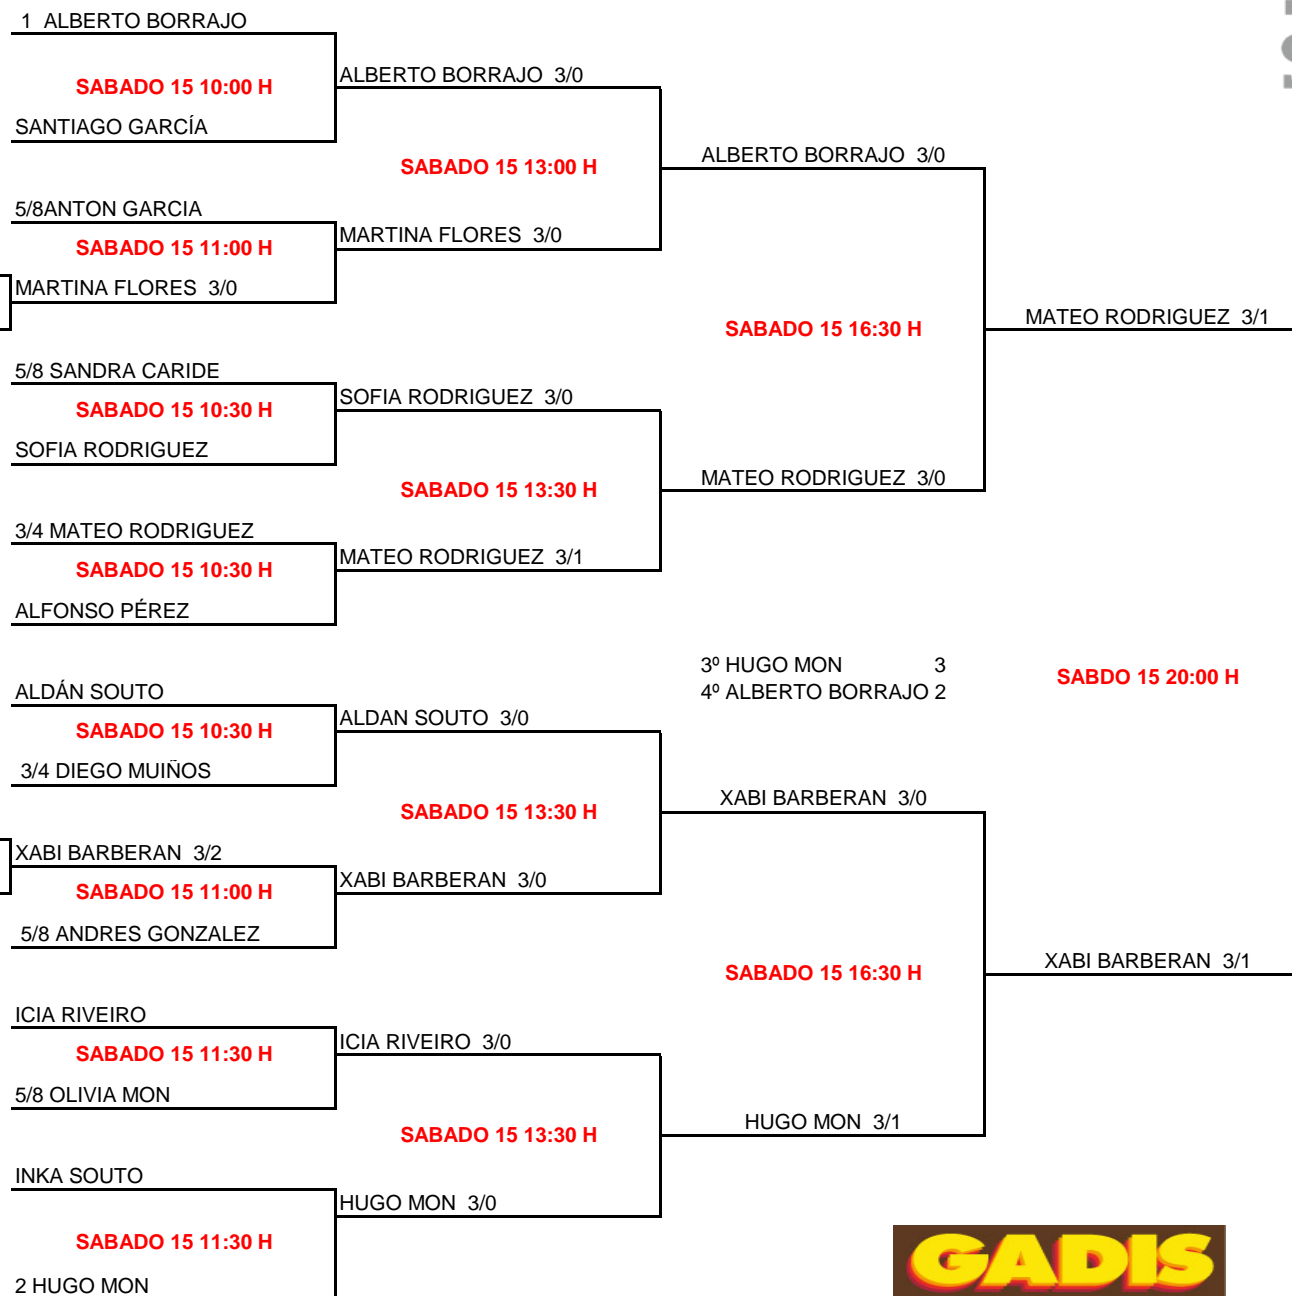 1 ALBERTO BORRAJO
SABADO 15 10:00 H
ALBERTO BORRAJO 3/0
SANTIAGO GARCÍA
SABADO 15 13:00 H
ALBERTO BORRAJO 3/0
5/8ANTON GARCIA
SABADO 15 11:00 H
MARTINA FLORES 3/0
MARTINA FLORES 3/0
SABADO 15 16:30 H
MATEO RODRIGUEZ 3/1
5/8 SANDRA CARIDE
SABADO 15 10:30 H
SOFIA RODRIGUEZ 3/0
SOFIA RODRIGUEZ
SABADO 15 13:30 H
MATEO RODRIGUEZ 3/0
3/4 MATEO RODRIGUEZ
SABADO 15 10:30 H
MATEO RODRIGUEZ 3/1
ALFONSO PÉREZ
3º HUGO MON 3
4º ALBERTO BORRAJO 2
SABDO 15 20:00 H
ALDÁN SOUTO
SABADO 15 10:30 H
ALDAN SOUTO 3/0
3/4 DIEGO MUIÑOS
SABADO 15 13:30 H
XABI BARBERAN 3/0
XABI BARBERAN 3/2
SABADO 15 11:00 H
XABI BARBERAN 3/0
5/8 ANDRES GONZALEZ
SABADO 15 16:30 H
XABI BARBERAN 3/1
ICIA RIVEIRO
SABADO 15 11:30 H
ICIA RIVEIRO 3/0
5/8 OLIVIA MON
SABADO 15 13:30 H
HUGO MON 3/1
INKA SOUTO
SABADO 15 11:30 H
HUGO MON 3/0
2 HUGO MON
GADIS